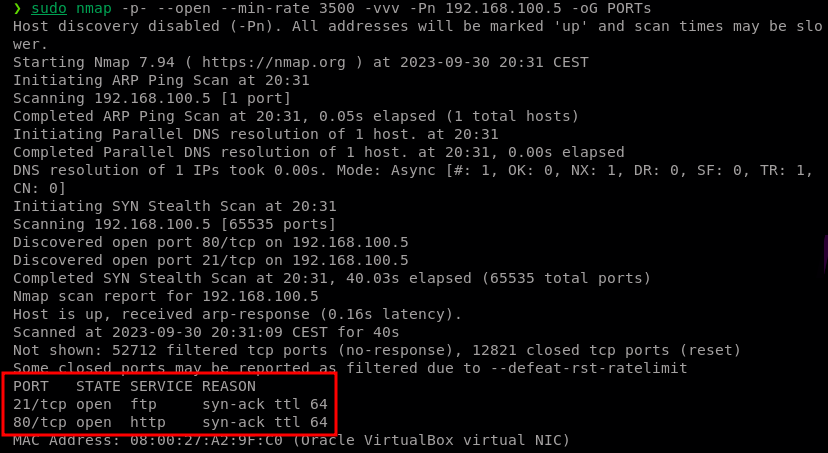 ❯ sudo nmap -p- --open --min-rate 3500 -vvv -Pn 192.168.100.5 -oG PORTs
Host discovery disabled (-Pn). All addresses will be marked 'up' and scan times may be slo
wer.
Starting Nmap 7.94 ( https://nmap.org ) at 2023-09-30 20:31 CEST
Initiating ARP Ping Scan at 20:31
Scanning 192.168.100.5 [1 port]
Completed ARP Ping Scan at 20:31, 0.05s elapsed (1 total hosts)
Initiating Parallel DNS resolution of 1 host. at 20:31
Completed Parallel DNS resolution of 1 host. at 20:31, 0.00s elapsed
DNS resolution of 1 IPs took 0.00s. Mode: Async [#: 1, OK: 0, NX: 1, DR: 0, SF: 0, TR: 1,
CN: 0]
Initiating SYN Stealth Scan at 20:31
Scanning 192.168.100.5 [65535 ports]
Discovered open port 80/tcp on 192.168.100.5
Discovered open port 21/tcp on 192.168.100.5
Completed SYN Stealth Scan at 20:31, 40.03s elapsed (65535 total ports)
Nmap scan report for 192.168.100.5
Host is up, received arp-response (0.16s latency).
Scanned at 2023-09-30 20:31:09 CEST for 40s
Not shown: 52712 filtered tcp ports (no-response), 12821 closed tcp ports (reset)
Some closed ports may be reported as filtered due to --defeat-rst-ratelimit
PORT   STATE SERVICE REASON
21/tcp open  ftp     syn-ack ttl 64
80/tcp open  http    syn-ack ttl 64
MAC Address: 08:00:27:A2:9F:C0 (Oracle VirtualBox virtual NIC)